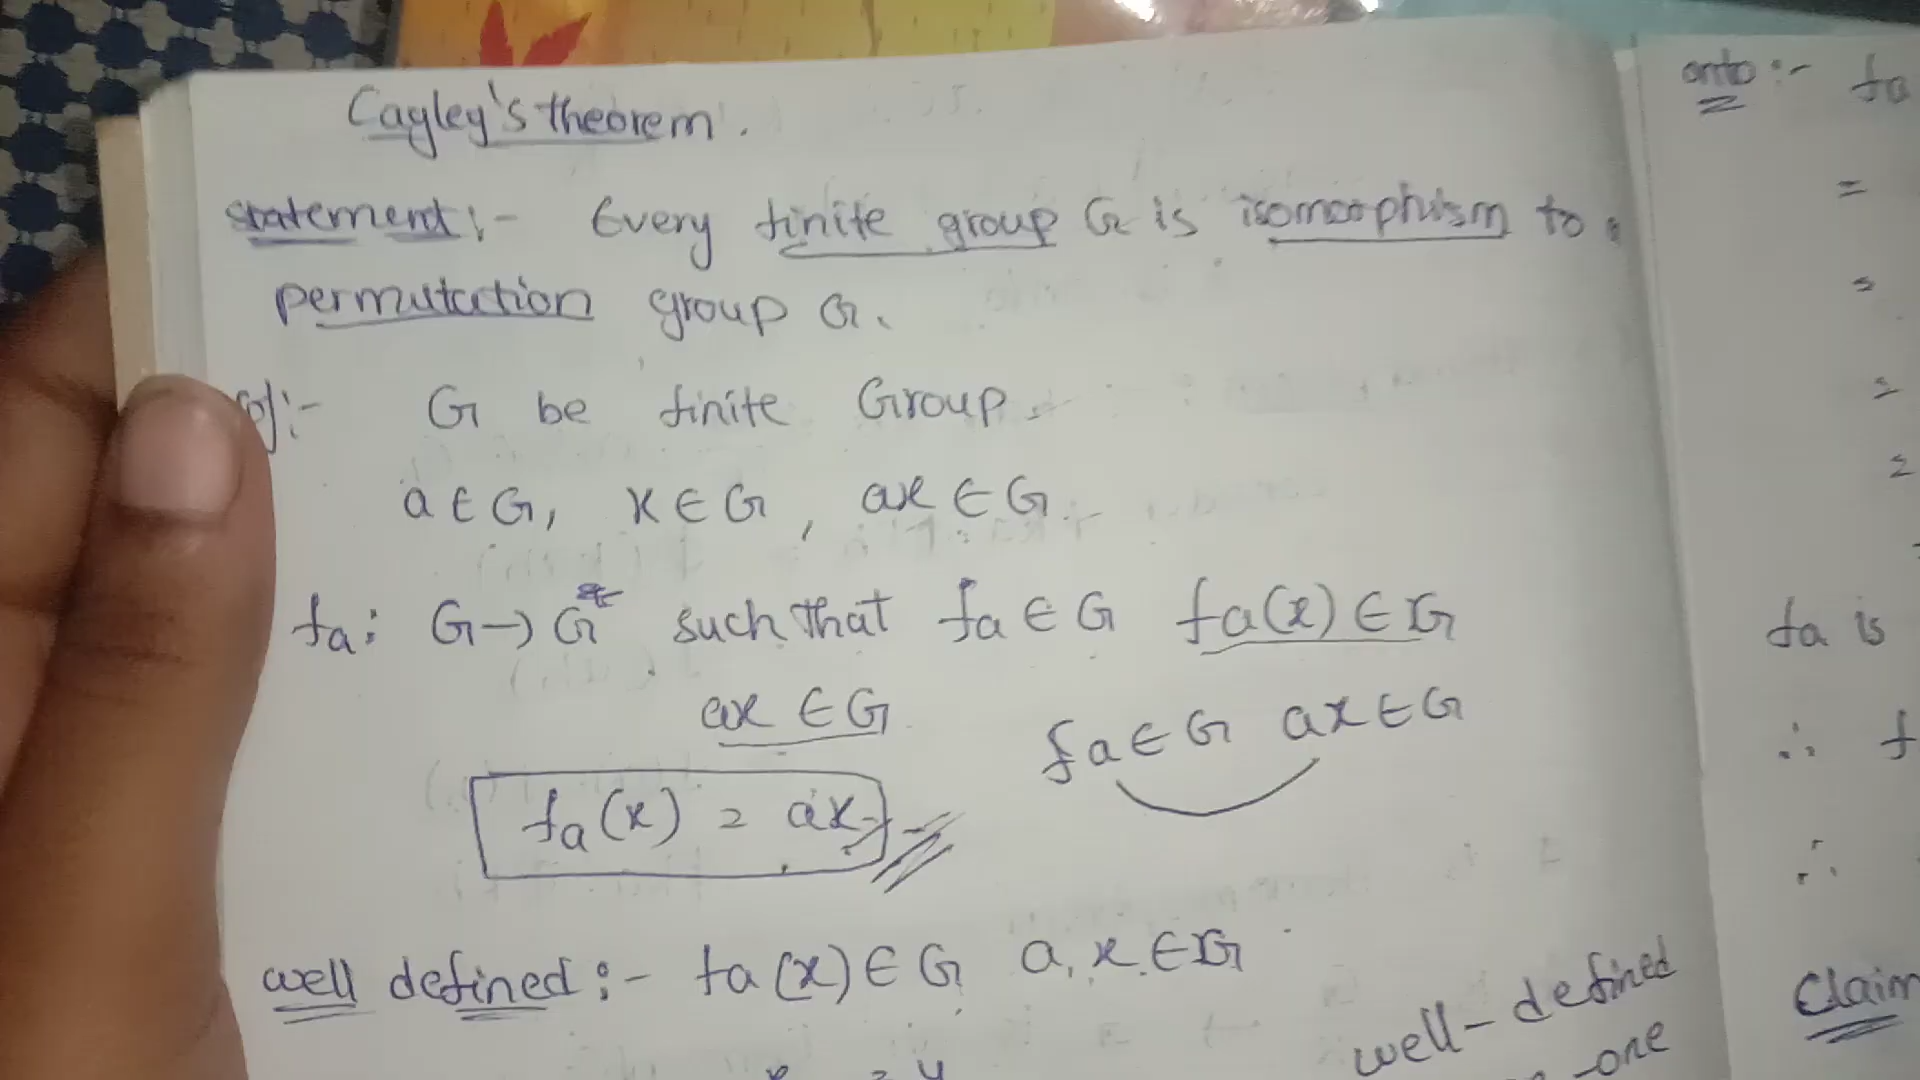 Cagley's theorem.
statement:- Every finite group G is isomorphism to
permutation group G.
G be finite Group.
a ∈ G, x ∈ G, ax ∈ G.
fa: G → G such that fa ∈ G fa(x) ∈ G
ax ∈ G
fa ∈ G ax ∈ G
fa(x) = ax
well defined :- fa(x) ∈ G, a, x ∈ G
x = y
well-defined
-one
onto :- fa
=
=
=
=
fa is
∴ f
∴
Claim